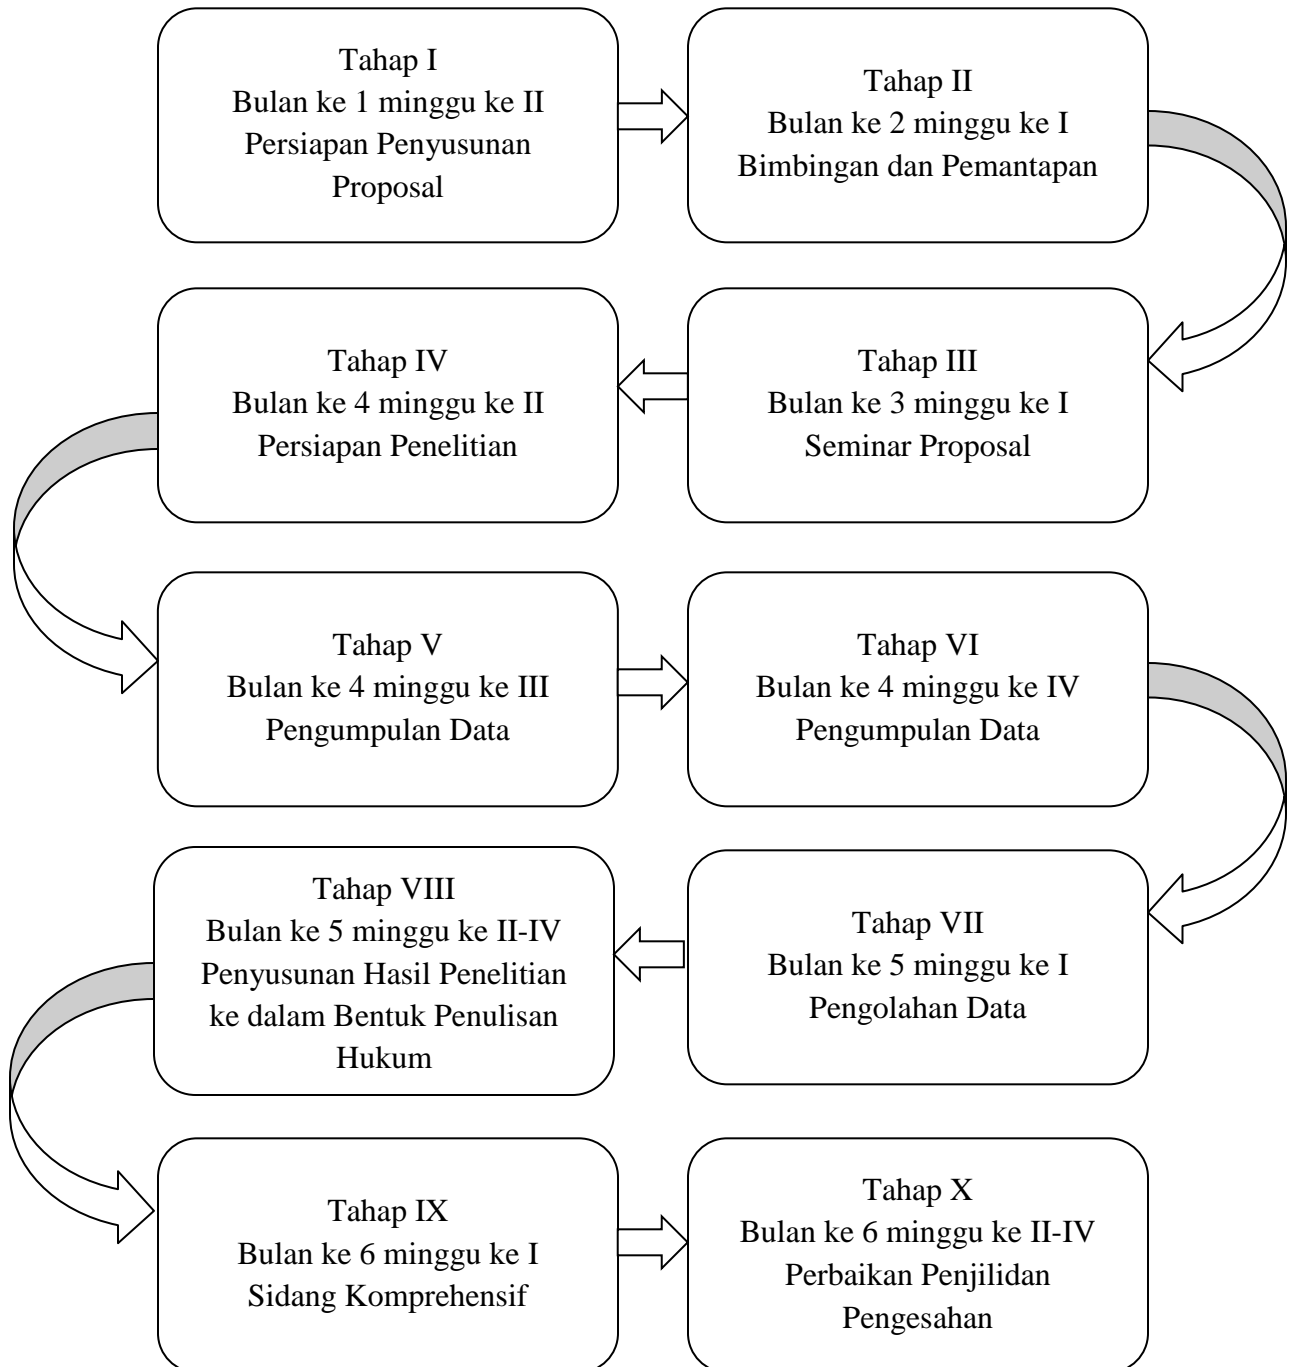 Tahap I
Bulan ke 1 minggu ke II
Persiapan Penyusunan
Proposal
Tahap II
Bulan ke 2 minggu ke I
Bimbingan dan Pemantapan
Tahap III
Bulan ke 3 minggu ke I
Seminar Proposal
Tahap IV
Bulan ke 4 minggu ke II
Persiapan Penelitian
Tahap V
Bulan ke 4 minggu ke III
Pengumpulan Data
Tahap VI
Bulan ke 4 minggu ke IV
Pengumpulan Data
Tahap VII
Bulan ke 5 minggu ke I
Pengolahan Data
Tahap VIII
Bulan ke 5 minggu ke II-IV
Penyusunan Hasil Penelitian
ke dalam Bentuk Penulisan
Hukum
Tahap IX
Bulan ke 6 minggu ke I
Sidang Komprehensif
Tahap X
Bulan ke 6 minggu ke II-IV
Perbaikan Penjilidan
Pengesahan